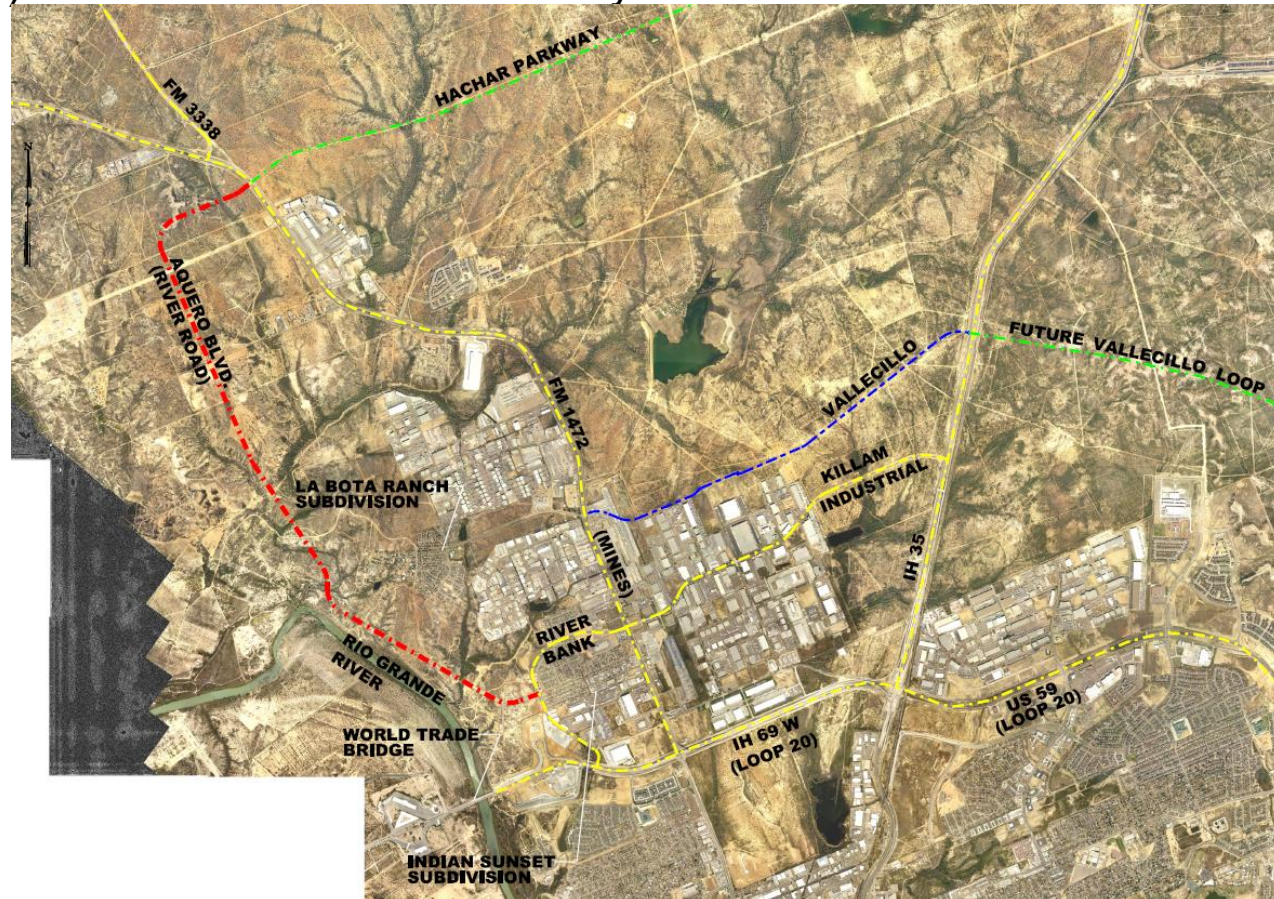 HACHAR PARKWAY
FM 3338
N
AQUERO BLVD.
(RIVER ROAD)
FUTURE VALLECILLO LOOP
VALLECILLO
FM 1472
KILLAM
INDUSTRIAL
LA BOTA RANCH
SUBDIVISION
(MINES)
IH 35
RIVER
BANK
RIO GRANDE
RIVER
US 59
(LOOP 20)
WORLD TRADE
BRIDGE
IH 69 W
(LOOP 20)
INDIAN SUNSET
SUBDIVISION